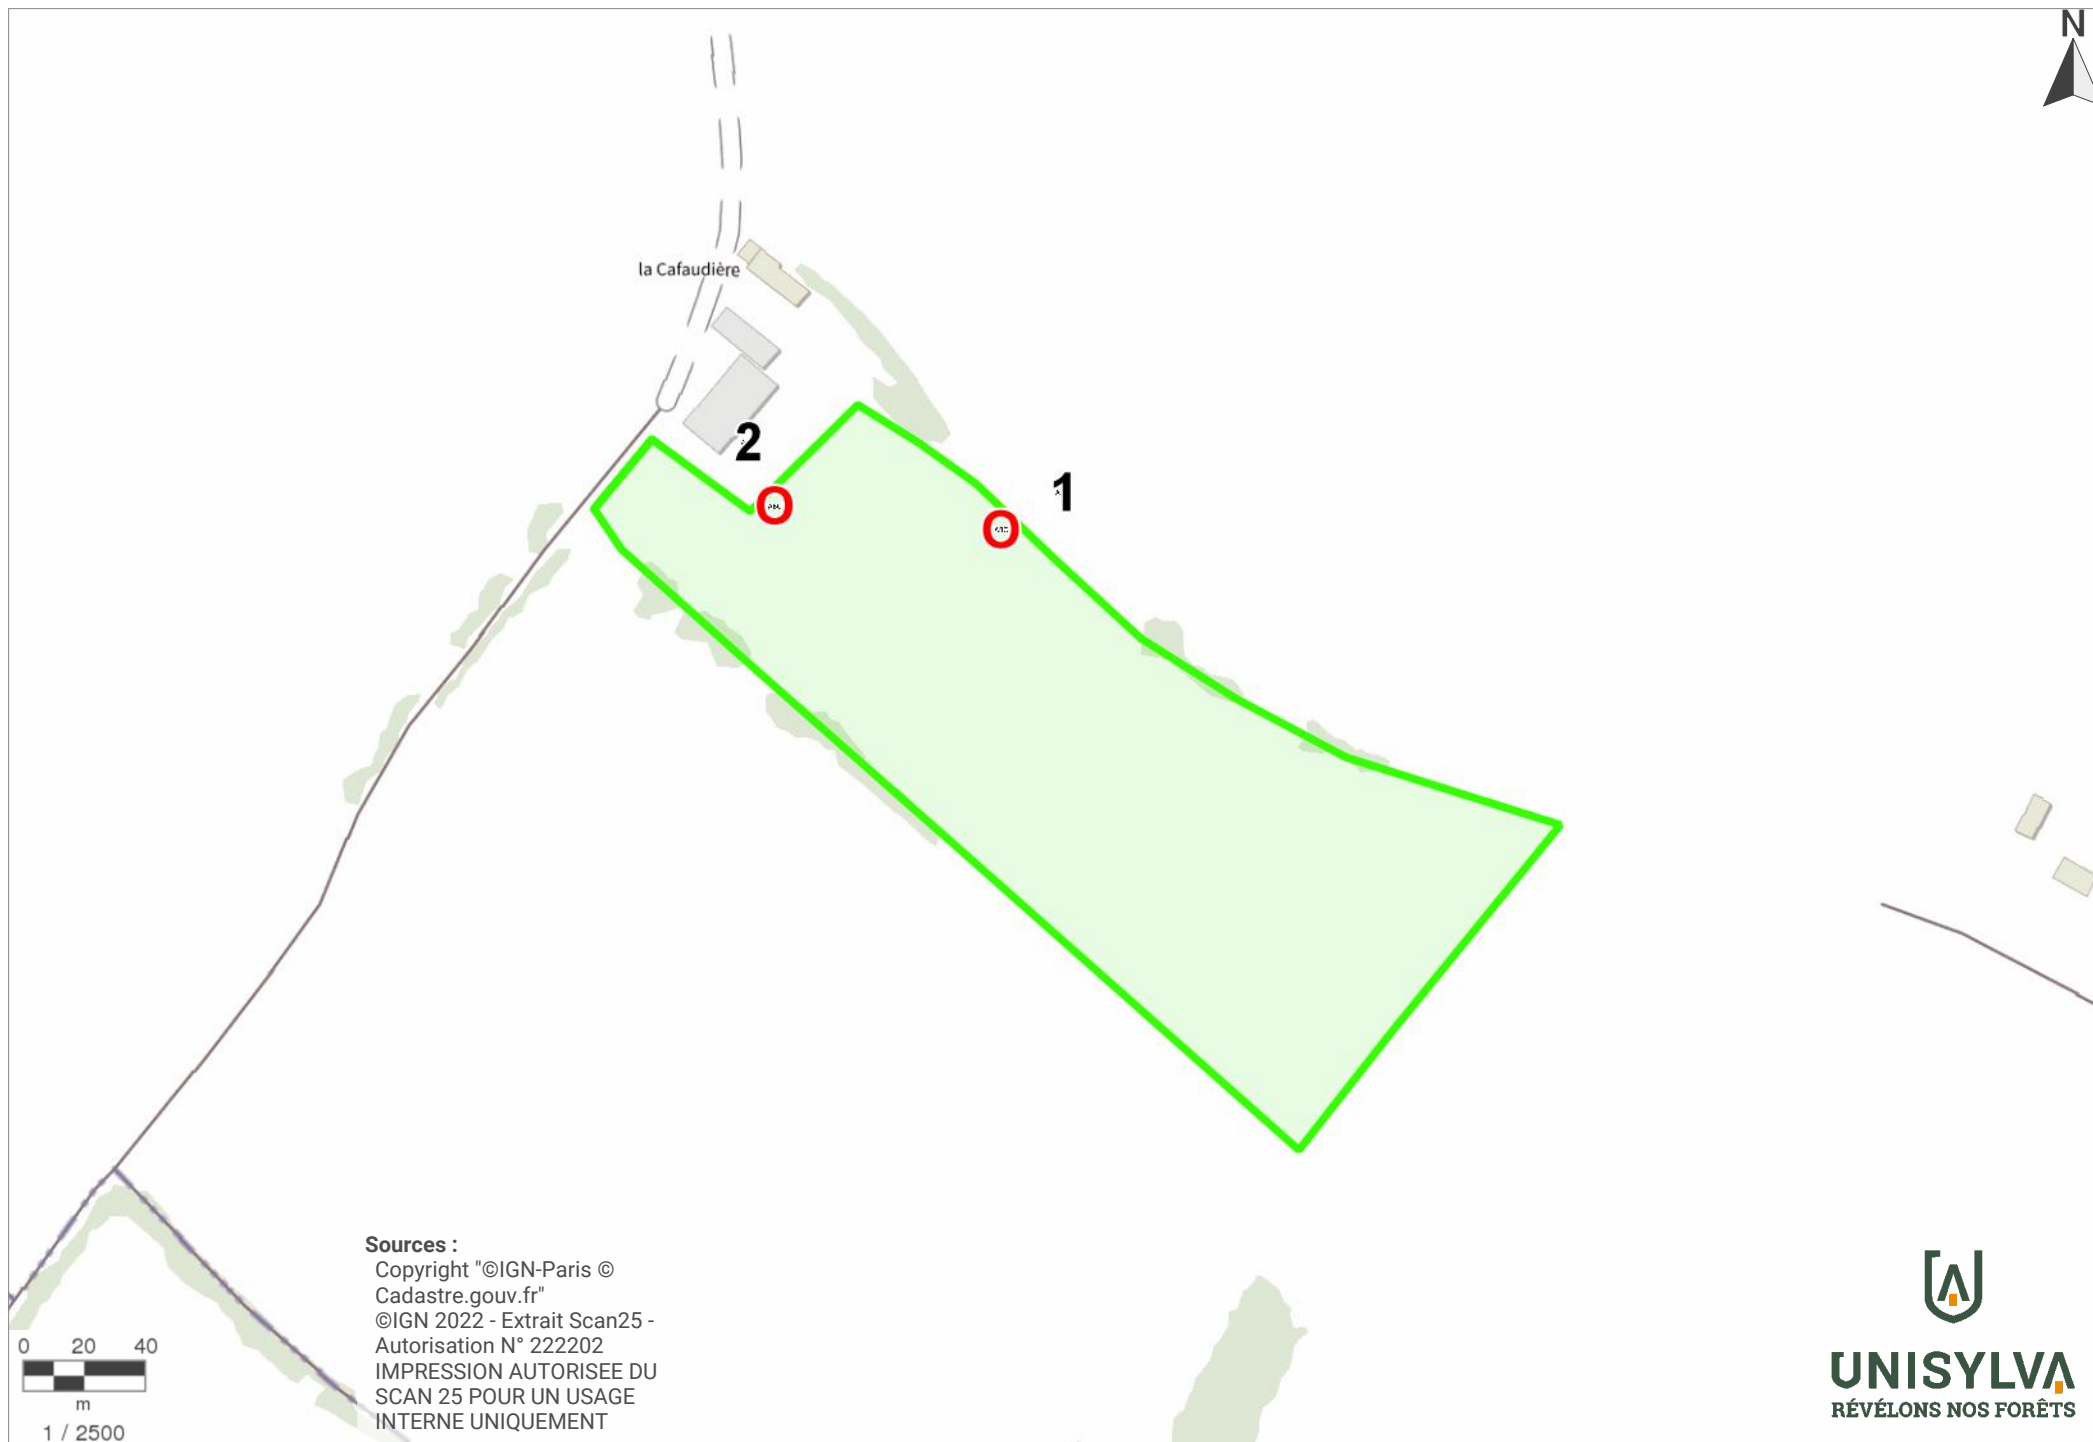 N
la Cafaudière
2
1
O
O
Sources :
Copyright "©IGN-Paris ©
Cadastre.gouv.fr"
©IGN 2022 - Extrait Scan25 -
Autorisation N° 222202
IMPRESSION AUTORISEE DU
SCAN 25 POUR UN USAGE
INTERNE UNIQUEMENT
0 20 40
m
1 / 2500
UNISYLVA
RÉVÉLONS NOS FORÊTS